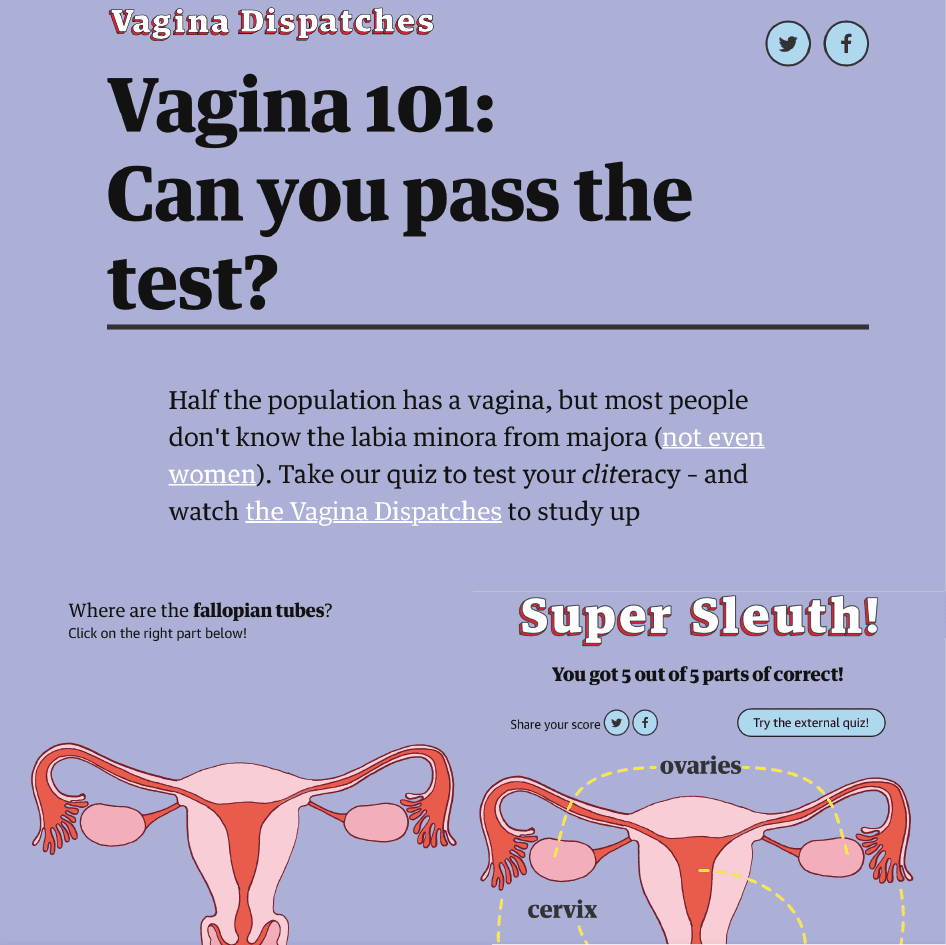 Vagina Dispatches
Vagina 101:
Can you pass the
test?
Half the population has a vagina, but most people
don't know the labia minora from majora (not even
women). Take our quiz to test your cliteracy – and
watch the Vagina Dispatches to study up
Where are the fallopian tubes?
Click on the right part below!
Super Sleuth!
You got 5 out of 5 parts of correct!
Share your score
Try the external quiz!
ovaries
cervix